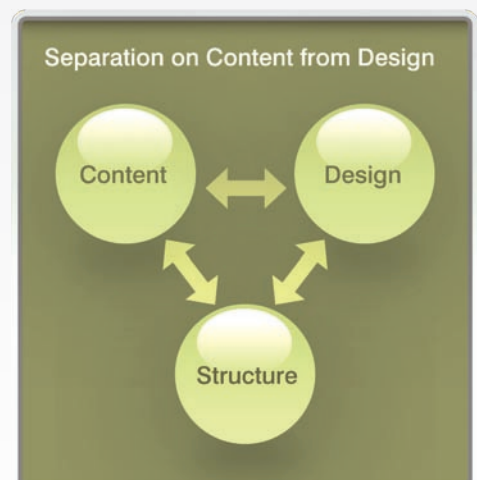 Separation on Content from Design
Content
Design
Structure